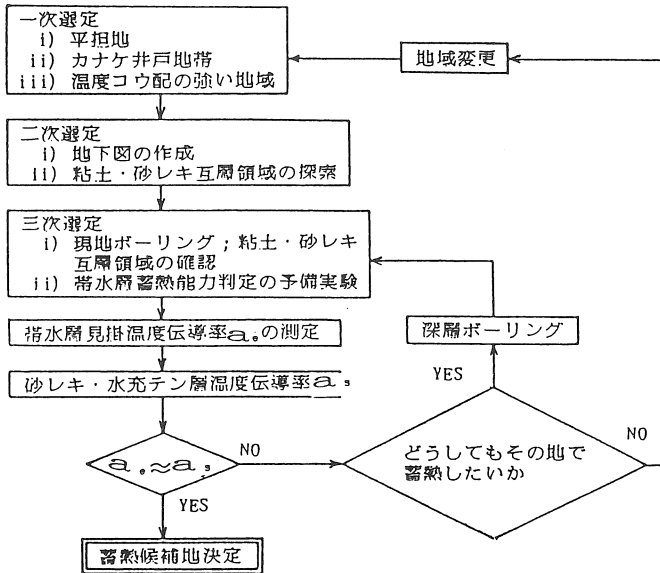 一次選定
i) 平担地
ii) カナケ井戸地帯
iii) 温度コウ配の強い地域
地域変更
二次選定
i) 地下図の作成
ii) 粘土・砂レキ互層領域の探索
三次選定
i) 現地ボーリング;粘土・砂レキ
互層領域の確認
ii) 帯水層蓄熱能力判定の予備実験
帯水層見掛温度伝導率aₑの測定
深層ボーリング
砂レキ・水充テン層温度伝導率aₛ
YES
aₑ≈aₛ
NO
どうしてもその地で
蓄熱したいか
NO
YES
蓄熱候補地決定